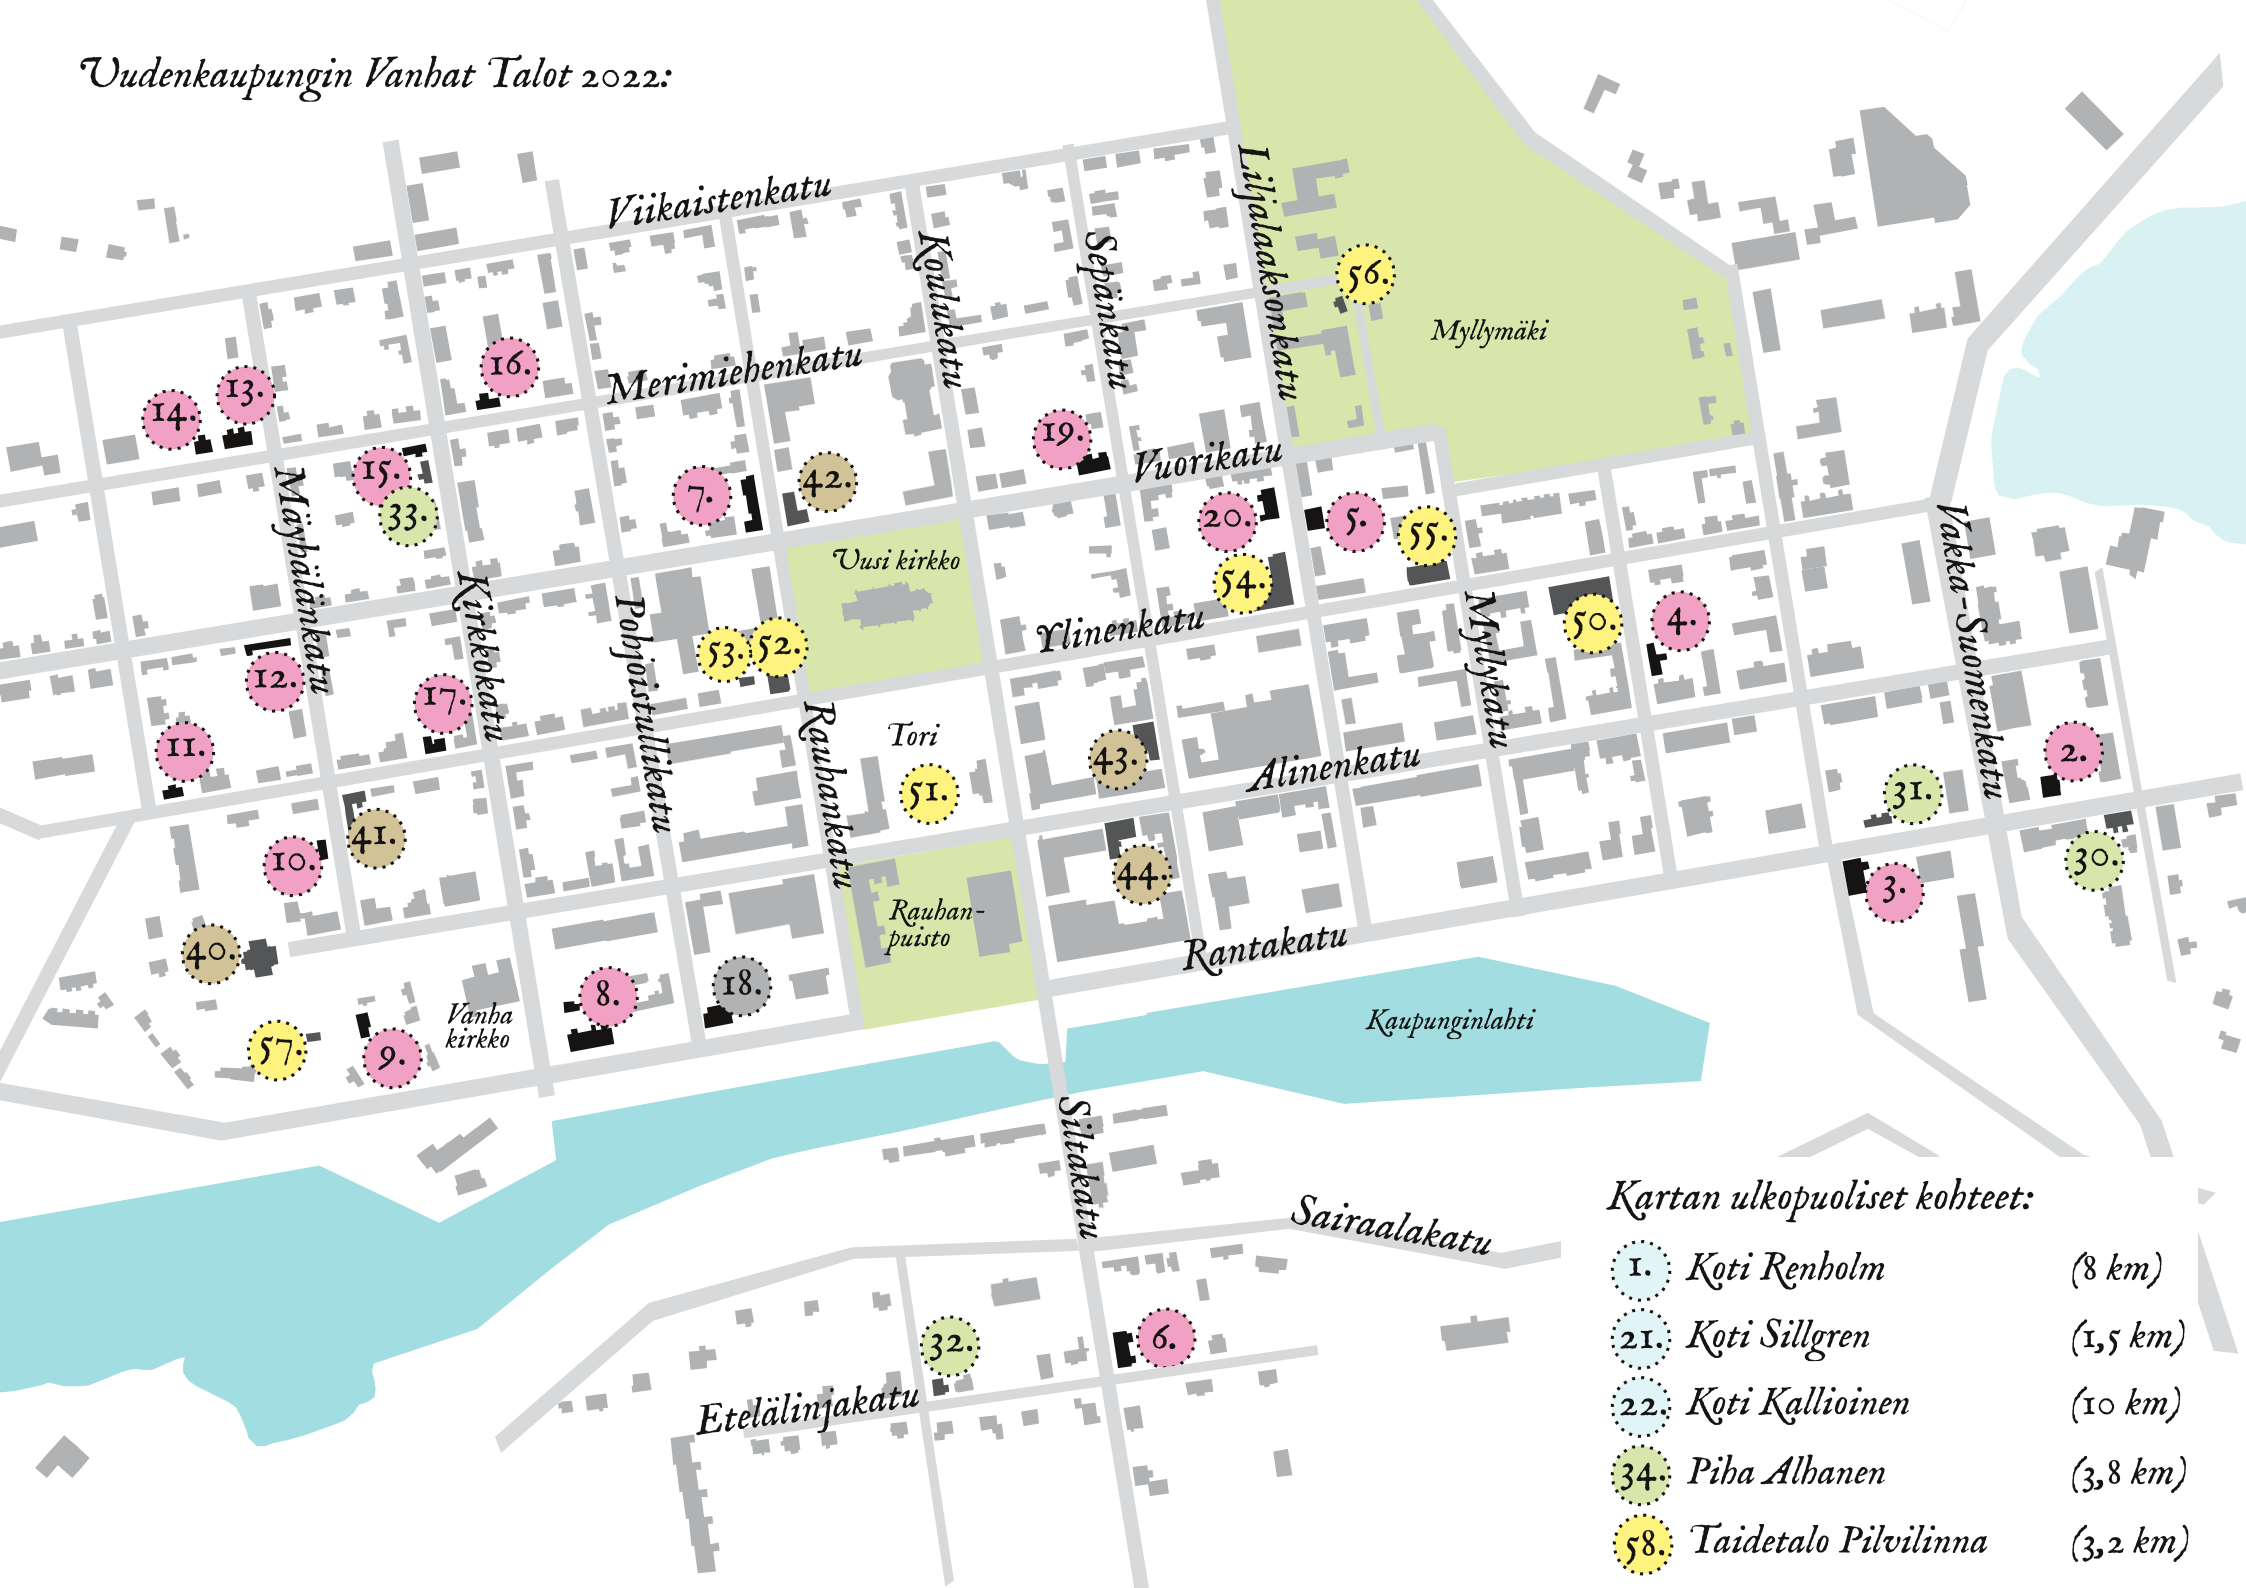 Uudenkaupungin Vanhat Talot 2022:
Viikaistenkatu
Liljalaaksonkatu
Koulukatu
Sepänkatu
56.
Myllymäki
16.
Merimiehenkatu
13.
14.
19.
15.
Vuorikatu
42.
7.
33.
20.
5.
55.
Mäyhälänkatu
Uusi kirkko
54.
Kirkkokatu
Pohjoistullikatu
Ylinenkatu
Myllykatu
50.
4.
Vakka-Suomenkatu
53.
52.
12.
17.
Rauhankatu
Tori
11.
43.
Alinenkatu
2.
51.
31.
41.
10.
44.
30.
3.
Rauhan-
puisto
40.
Rantakatu
18.
8.
Vanha
kirkko
Kaupunginlahti
57.
9.
Siltakatu
Sairaalakatu
32.
6.
Etelälinjakatu
Kartan ulkopuoliset kohteet:
1. Koti Renholm (8 km)
21. Koti Sillgren (1,5 km)
22. Koti Kallioinen (10 km)
34. Piha Alhanen (3,8 km)
58. Taidetalo Pilvilinna (3,2 km)